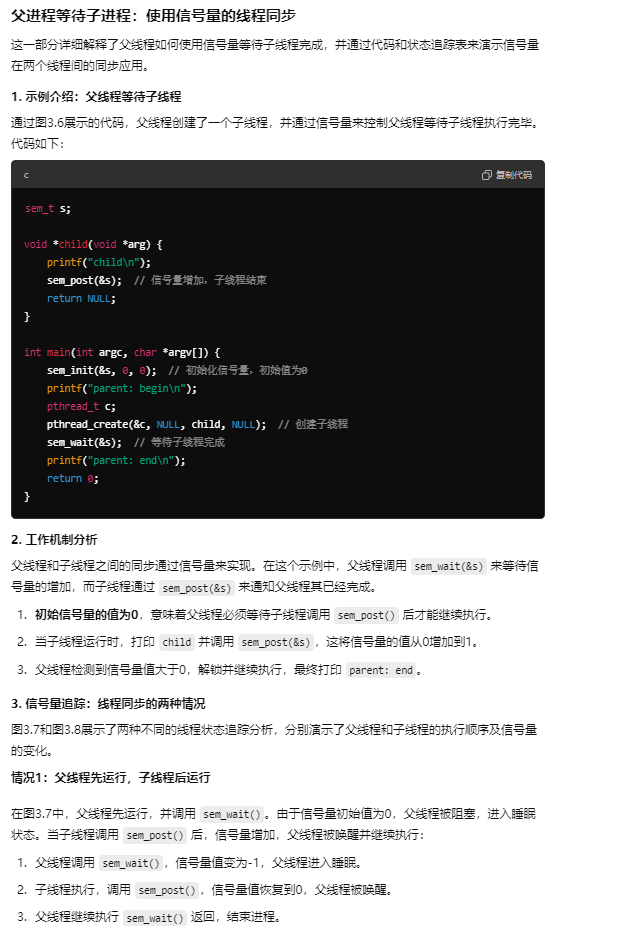 父进程等待子进程：使用信号量的线程同步
这一部分详细解释了父线程如何使用信号量等待子线程完成，并通过代码和状态追踪表来演示信号量
在两个线程间的同步应用。
1. 示例介绍：父线程等待子线程
通过图3.6展示的代码，父线程创建了一个子线程，并通过信号量来控制父线程等待子线程执行完毕。
代码如下：
c 复制代码
sem_t s;
void *child(void *arg) {
printf("child\n");
sem_post(&s); // 信号量增加，子线程结束
return NULL;
}
int main(int argc, char *argv[]) {
sem_init(&s, 0, 0); // 初始化信号量，初始值为0
printf("parent: begin\n");
pthread_t c;
pthread_create(&c, NULL, child, NULL); // 创建子线程
sem_wait(&s); // 等待子线程完成
printf("parent: end\n");
return 0;
}
2. 工作机制分析
父线程和子线程之间的同步通过信号量来实现。在这个示例中，父线程调用 sem_wait(&s) 来等待信
号量的增加，而子线程通过 sem_post(&s) 来通知父线程其已经完成。
1. 初始信号量的值为0，意味着父线程必须等待子线程调用 sem_post() 后才能继续执行。
2. 当子线程运行时，打印 child 并调用 sem_post(&s)，这将信号量的值从0增加到1。
3. 父线程检测到信号量值大于0，解锁并继续执行，最终打印 parent: end。
3. 信号量追踪：线程同步的两种情况
图3.7和图3.8展示了两种不同的线程状态追踪分析，分别演示了父线程和子线程的执行顺序及信号量
的变化。
情况1：父线程先运行，子线程后运行
在图3.7中，父线程先运行，并调用 sem_wait()。由于信号量初始值为0，父线程被阻塞，进入睡眠
状态。当子线程调用 sem_post() 后，信号量增加，父线程被唤醒并继续执行：
1. 父线程调用 sem_wait()，信号量值变为-1，父线程进入睡眠。
2. 子线程执行，调用 sem_post()，信号量值恢复到0，父线程被唤醒。
3. 父线程继续执行 sem_wait() 返回，结束进程。